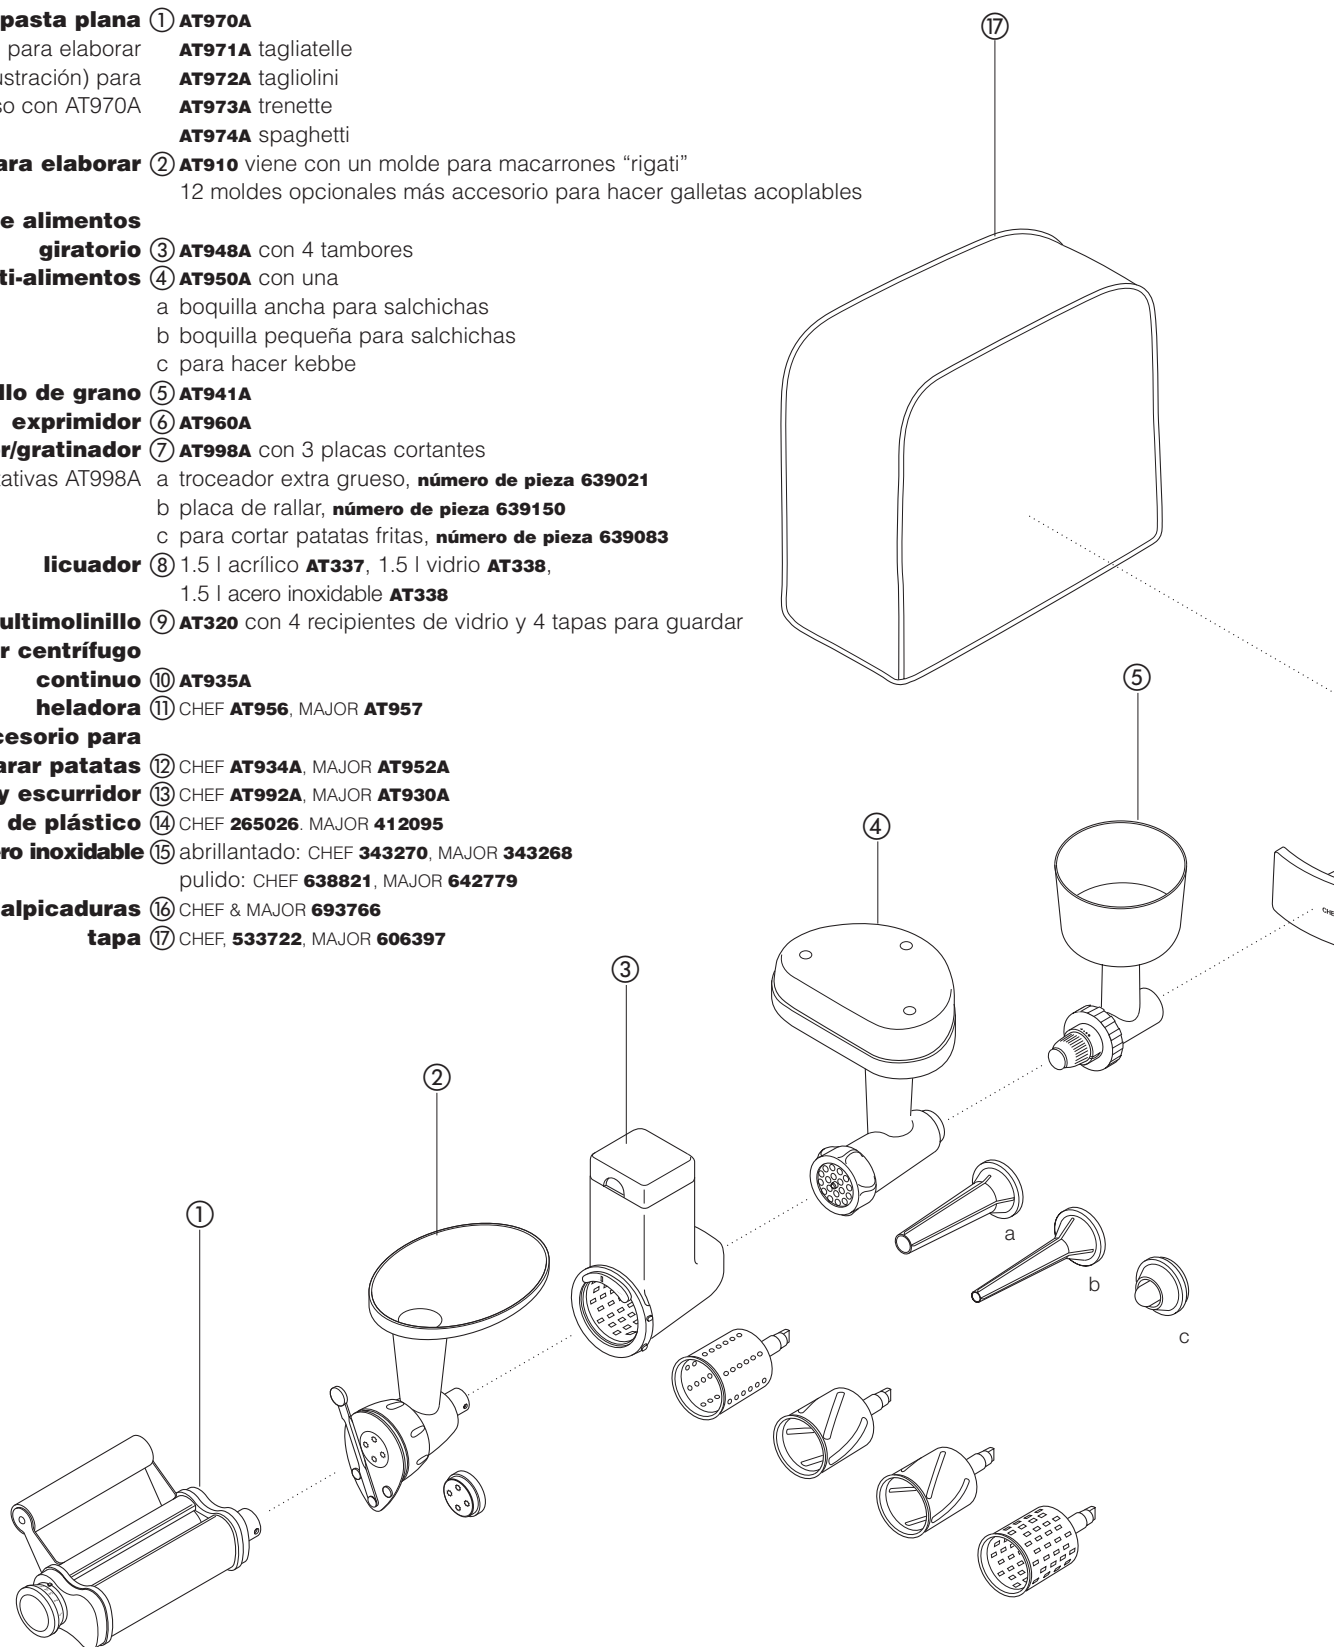 pasta plana ① AT970A
para elaborar AT971A tagliatelle
ustración) para AT972A tagliolini
so con AT970A AT973A trenette
AT974A spaghetti
ara elaborar ② AT910 viene con un molde para macarrones “rigati”
12 moldes opcionales más accesorio para hacer galletas acoplables
e alimentos
giratorio ③ AT948A con 4 tambores
ti-alimentos ④ AT950A con una
a boquilla ancha para salchichas
b boquilla pequeña para salchichas
c para hacer kebbe
llo de grano ⑤ AT941A
exprimidor ⑥ AT960A
r/gratinador ⑦ AT998A con 3 placas cortantes
tativas AT998A a troceador extra grueso, número de pieza 639021
b placa de rallar, número de pieza 639150
c para cortar patatas fritas, número de pieza 639083
licuador ⑧ 1.5 l acrílico AT337, 1.5 l vidrio AT338,
1.5 l acero inoxidable AT338
ultimolinillo ⑨ AT320 con 4 recipientes de vidrio y 4 tapas para guardar
r centrífugo
continuo ⑩ AT935A
heladora ⑪ CHEF AT956, MAJOR AT957
cesorio para
arar patatas ⑫ CHEF AT934A, MAJOR AT952A
y escurridor ⑬ CHEF AT992A, MAJOR AT930A
de plástico ⑭ CHEF 265026. MAJOR 412095
ro inoxidable ⑮ abrillantado: CHEF 343270, MAJOR 343268
pulido: CHEF 638821, MAJOR 642779
alpicaduras ⑯ CHEF & MAJOR 693766
tapa ⑰ CHEF, 533722, MAJOR 606397
⑰
⑤
④
CHE
③
②
①
a
b
c